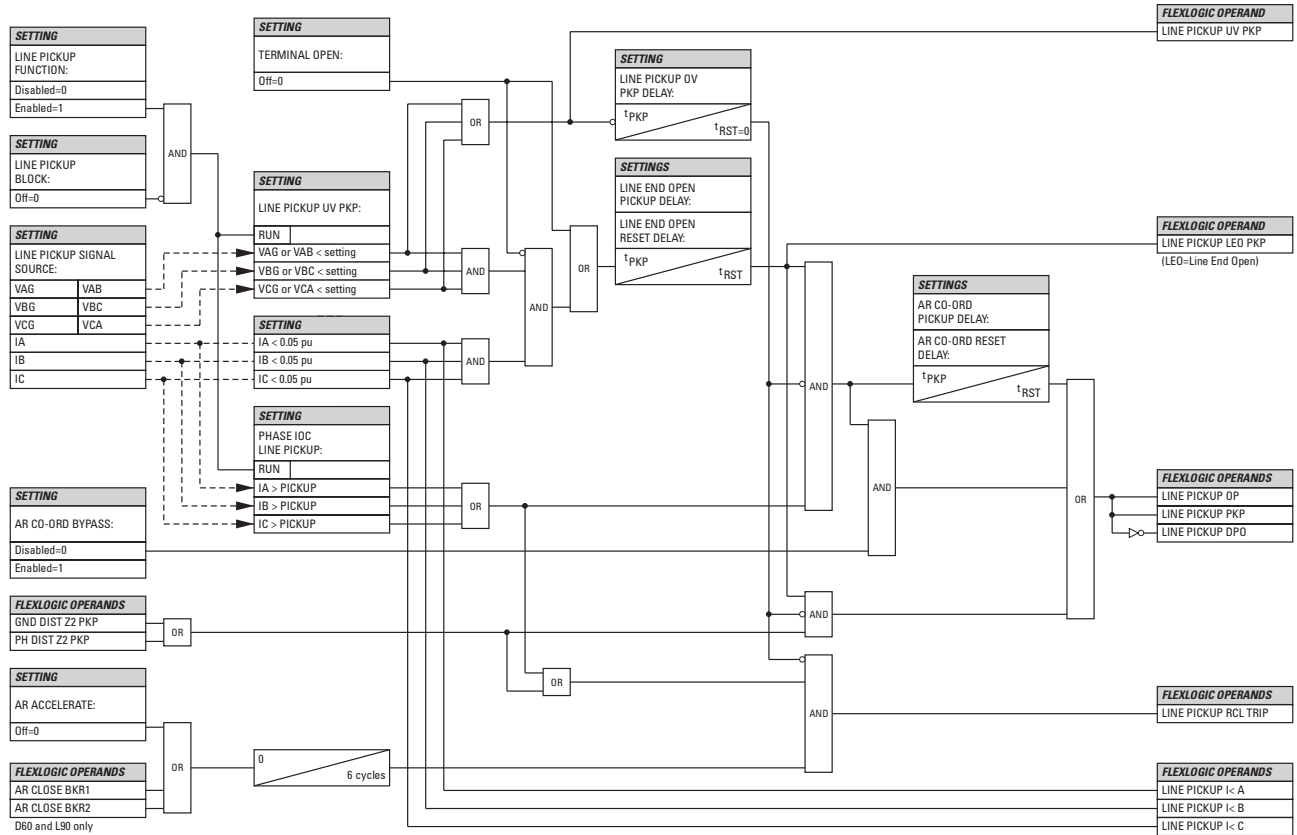 SETTING
LINE PICKUP
FUNCTION:
Disabled=0
Enabled=1
SETTING
LINE PICKUP
BLOCK:
Off=0
AND
SETTING
LINE PICKUP SIGNAL
SOURCE:
VAG VAB
VBG VBC
VCG VCA
IA
IB
IC
SETTING
AR CO-ORD BYPASS:
Disabled=0
Enabled=1
FLEXLOGIC OPERANDS
GND DIST Z2 PKP
PH DIST Z2 PKP
OR
SETTING
AR ACCELERATE:
Off=0
FLEXLOGIC OPERANDS
AR CLOSE BKR1
AR CLOSE BKR2
D60 and L90 only
OR
SETTING
TERMINAL OPEN:
Off=0
SETTING
LINE PICKUP UV PKP:
RUN
VAG or VAB < setting
VBG or VBC < setting
VCG or VCA < setting
SETTING
IA < 0.05 pu
IB < 0.05 pu
IC < 0.05 pu
SETTING
PHASE IOC
LINE PICKUP:
RUN
IA > PICKUP
IB > PICKUP
IC > PICKUP
0
6 cycles
OR
AND
AND
OR
AND
OR
OR
SETTING
LINE PICKUP OV
PKP DELAY:
tPKP
tRST=0
SETTINGS
LINE END OPEN
PICKUP DELAY:
LINE END OPEN
RESET DELAY:
tPKP
tRST
AND
AND
AND
AND
SETTINGS
AR CO-ORD
PICKUP DELAY:
AR CO-ORD RESET
DELAY:
tPKP
tRST
OR
FLEXLOGIC OPERAND
LINE PICKUP UV PKP
FLEXLOGIC OPERAND
LINE PICKUP LEO PKP
(LEO=Line End Open)
FLEXLOGIC OPERANDS
LINE PICKUP OP
LINE PICKUP PKP
LINE PICKUP DPO
FLEXLOGIC OPERANDS
LINE PICKUP RCL TRIP
FLEXLOGIC OPERANDS
LINE PICKUP I< A
LINE PICKUP I< B
LINE PICKUP I< C